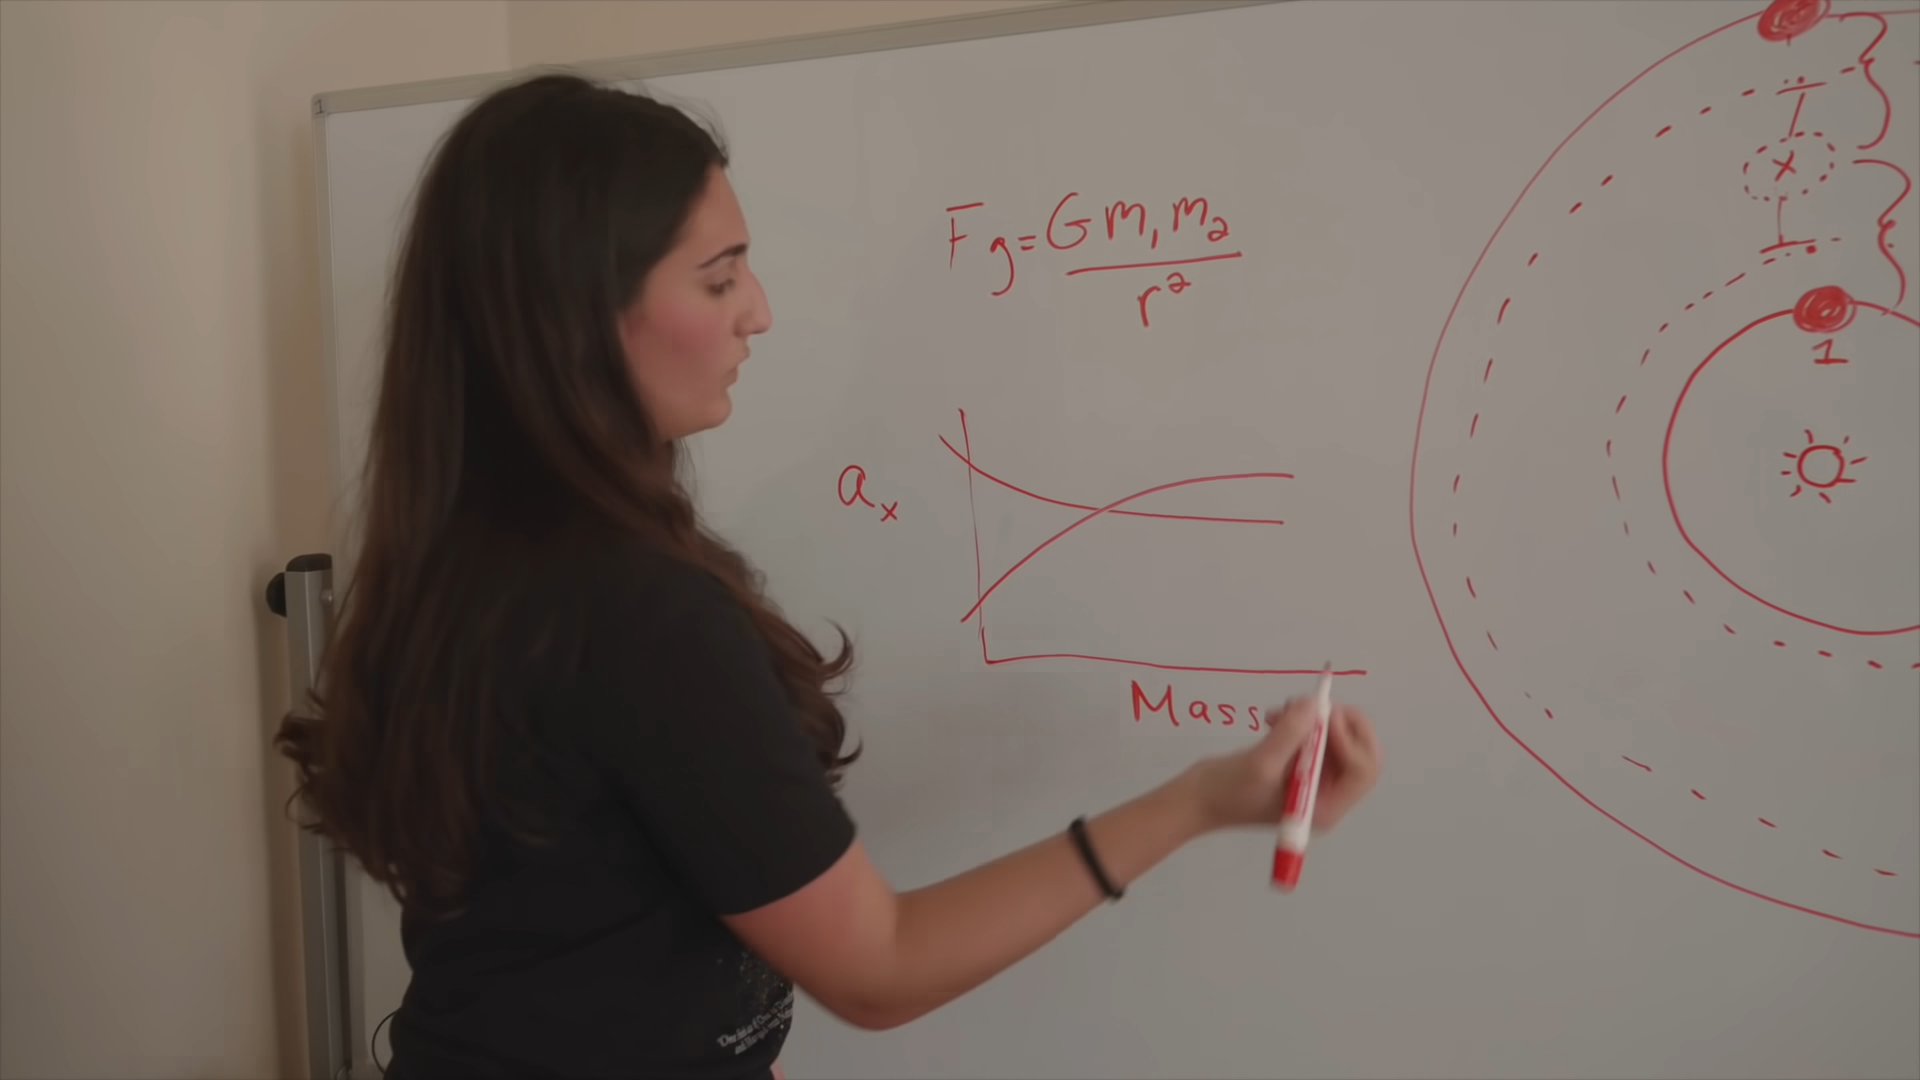 Fg = Gm₁m₂
r²
aₓ
Mass
x
1